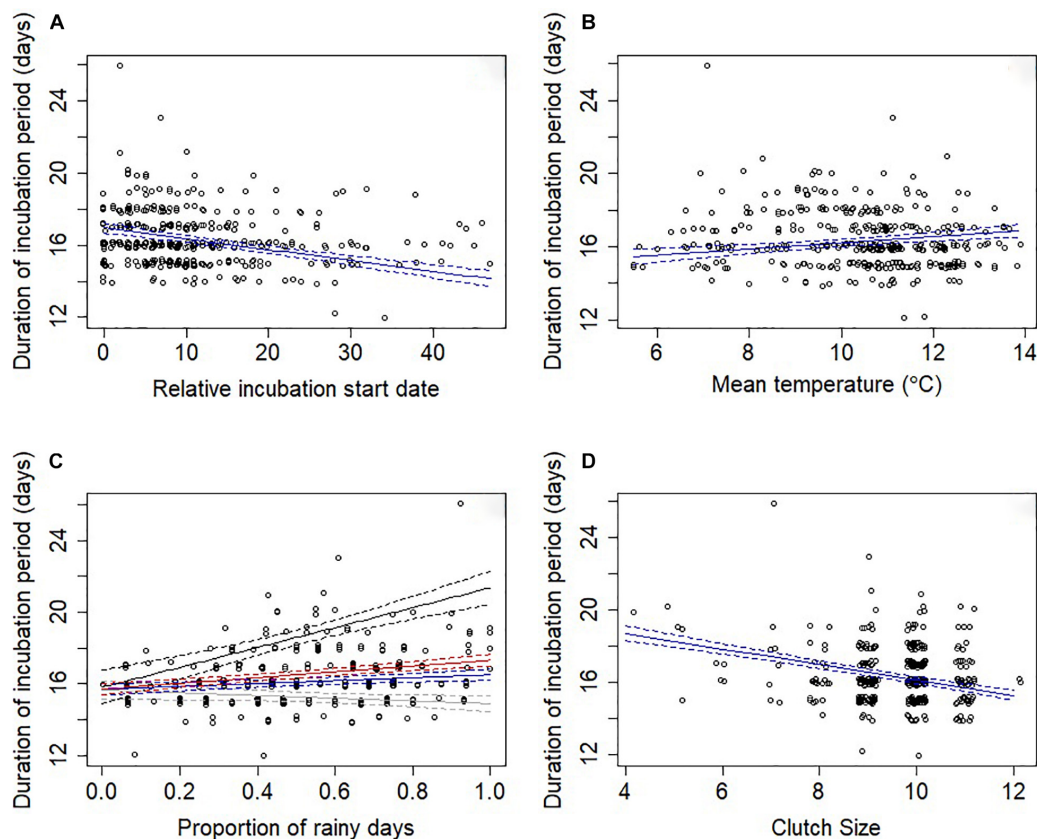 A
Duration of incubation period (days)
24
20
16
12
0 10 20 30 40
Relative incubation start date
B
Duration of incubation period (days)
24
20
16
12
6 8 10 12 14
Mean temperature (°C)
C
Duration of incubation period (days)
24
20
16
12
0.0 0.2 0.4 0.6 0.8 1.0
Proportion of rainy days
D
Duration of incubation period (days)
24
20
16
12
4 6 8 10 12
Clutch Size